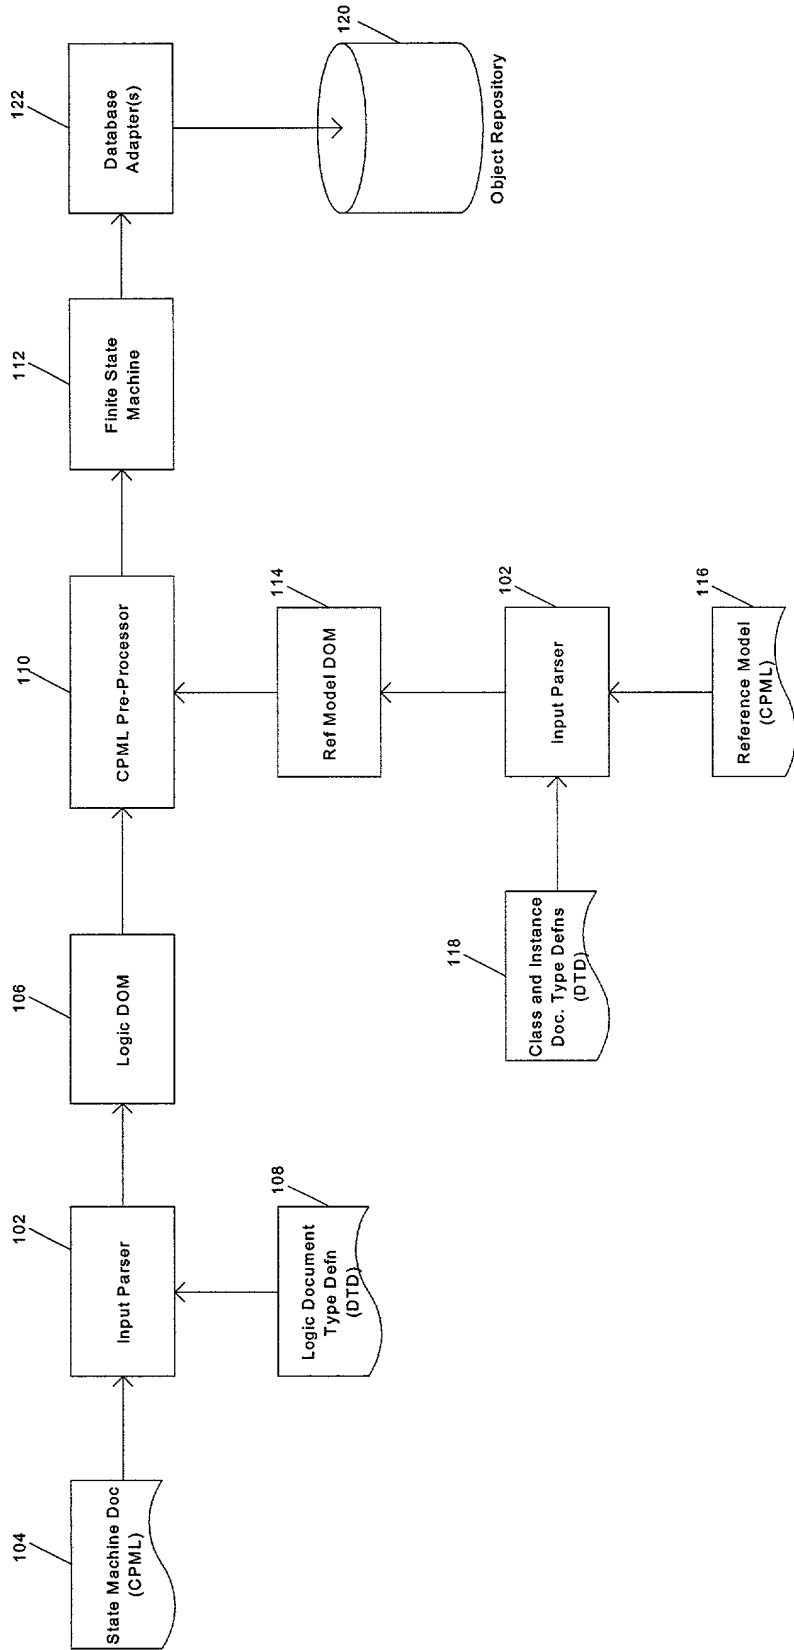 104
State Machine Doc
(CPML)
102
Input Parser
106
Logic DOM
110
CPML Pre-Processor
112
Finite State
Machine
122
Database
Adapter(s)
108
Logic Document
Type Defn
(DTD)
114
Ref Model DOM
120
Object Repository
118
Class and Instance
Doc. Type Defns
(DTD)
102
Input Parser
116
Reference Model
(CPML)